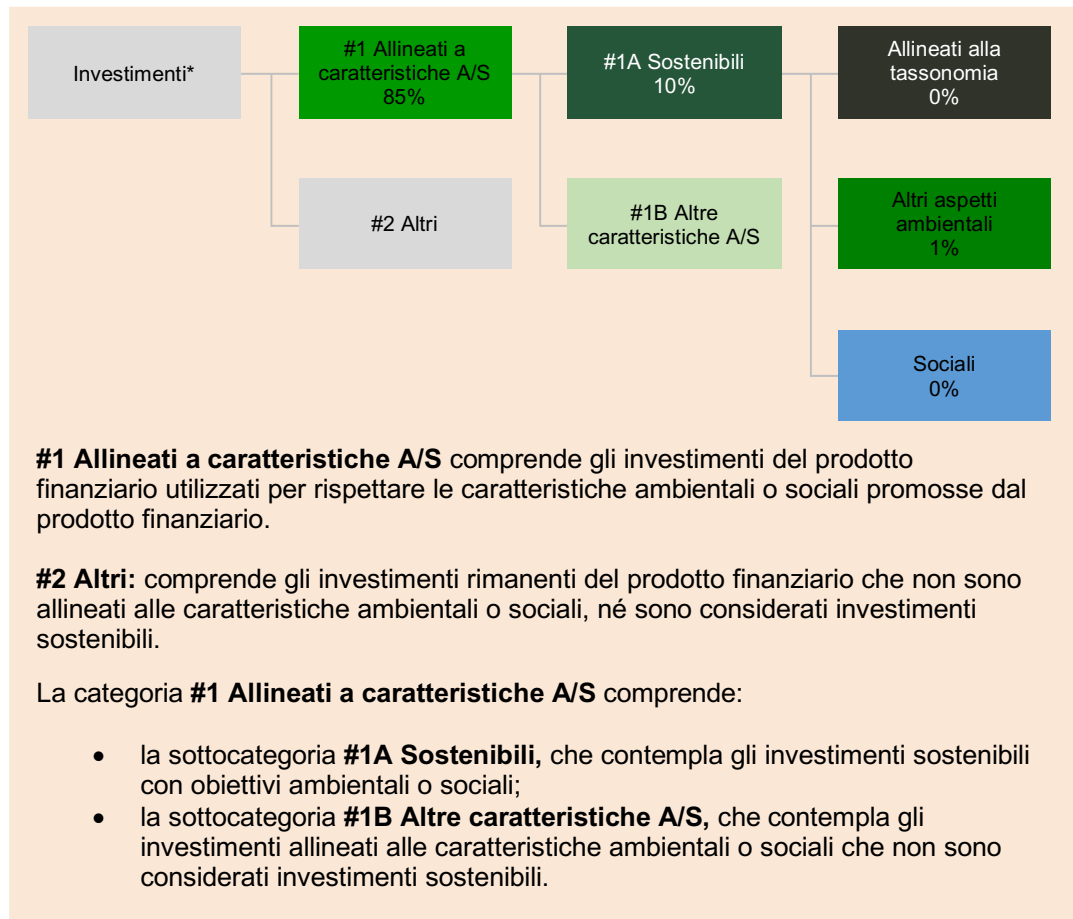 Investimenti*
#1 Allineati a
caratteristiche A/S
85%
#1A Sostenibili
10%
Allineati alla
tassonomia
0%
#2 Altri
#1B Altre
caratteristiche A/S
Altri aspetti
ambientali
1%
Sociali
0%
#1 Allineati a caratteristiche A/S comprende gli investimenti del prodotto
finanziario utilizzati per rispettare le caratteristiche ambientali o sociali promosse dal
prodotto finanziario.
#2 Altri: comprende gli investimenti rimanenti del prodotto finanziario che non sono
allineati alle caratteristiche ambientali o sociali, né sono considerati investimenti
sostenibili.
La categoria #1 Allineati a caratteristiche A/S comprende:
• la sottocategoria #1A Sostenibili, che contempla gli investimenti sostenibili
con obiettivi ambientali o sociali;
• la sottocategoria #1B Altre caratteristiche A/S, che contempla gli
investimenti allineati alle caratteristiche ambientali o sociali che non sono
considerati investimenti sostenibili.